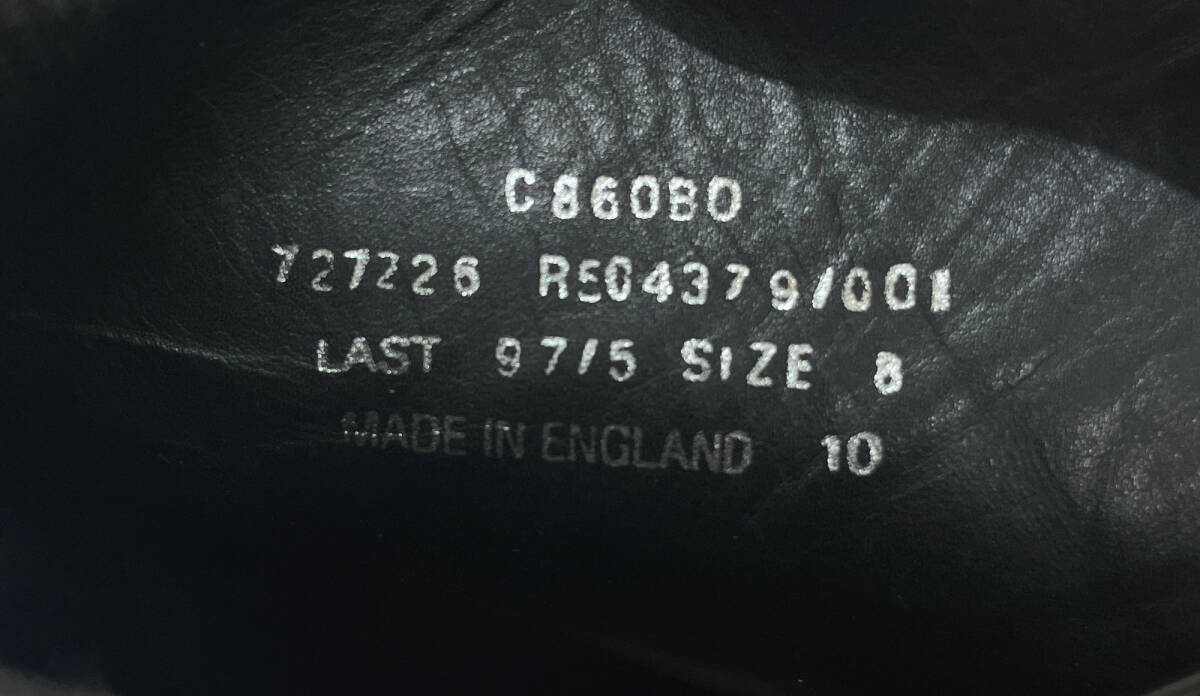 C860B0
727226 R504379/001
LAST 97/5 SIZE 8
MADE IN ENGLAND 10